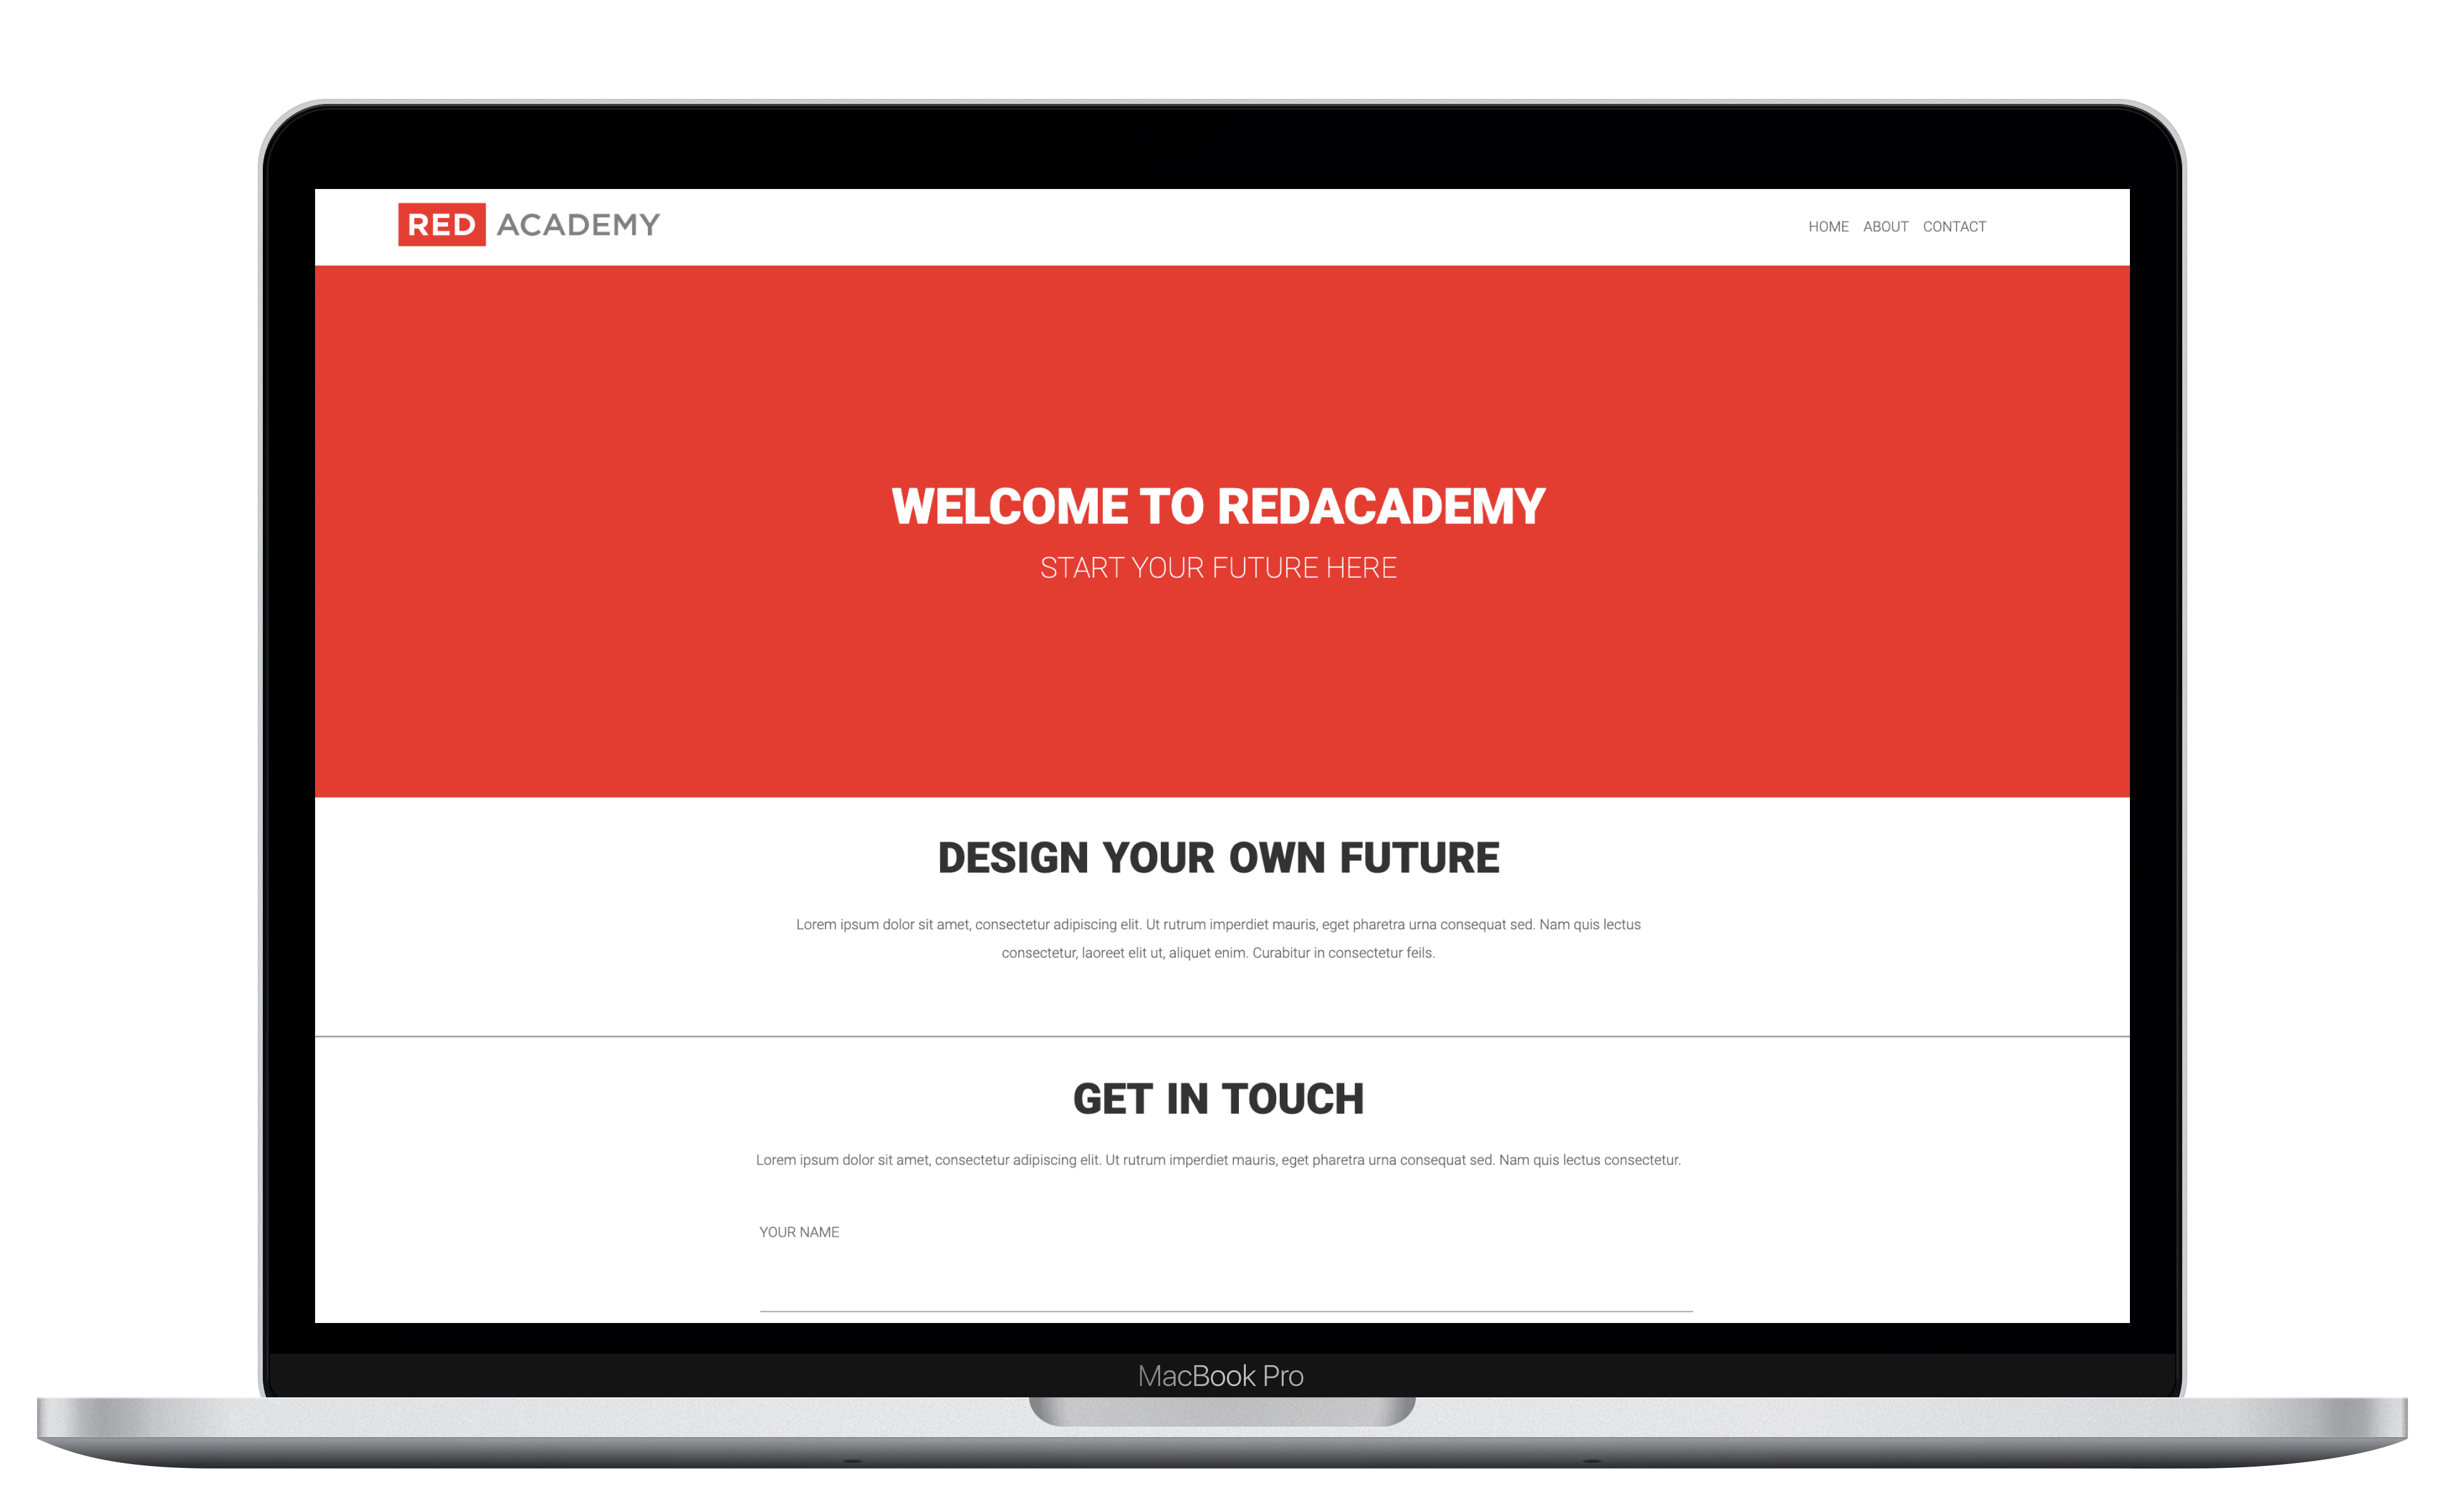 RED ACADEMY
HOME ABOUT CONTACT
WELCOME TO REDACADEMY
START YOUR FUTURE HERE
DESIGN YOUR OWN FUTURE
Lorem ipsum dolor sit amet, consectetur adipiscing elit. Ut rutrum imperdiet mauris, eget pharetra urna consequat sed. Nam quis lectus
consectetur, laoreet elit ut, aliquet enim. Curabitur in consectetur feils.
GET IN TOUCH
Lorem ipsum dolor sit amet, consectetur adipiscing elit. Ut rutrum imperdiet mauris, eget pharetra urna consequat sed. Nam quis lectus consectetur.
YOUR NAME
MacBook Pro